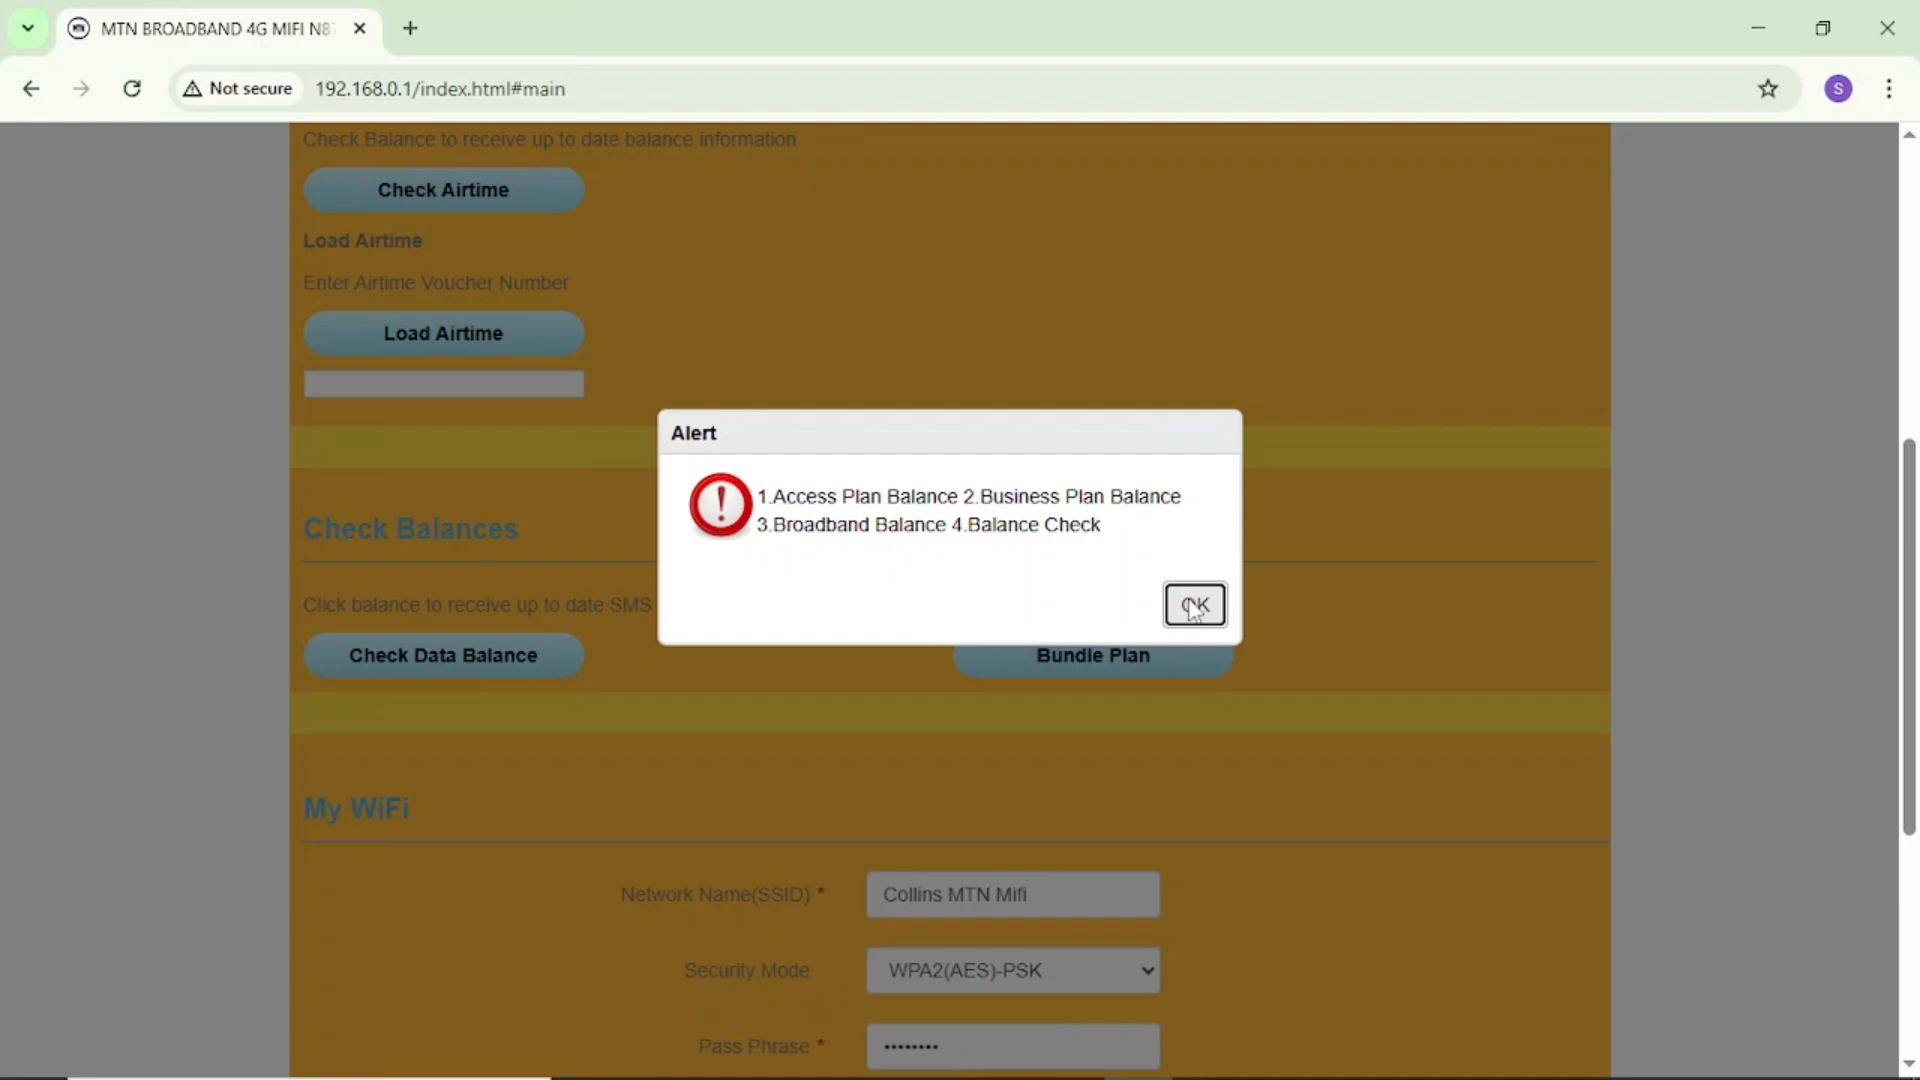 MTN BROADBAND 4G MIFI N8
Not secure
192.168.0.1/index.html#main
S
Check Balance to receive up to date balance information
Check Airtime
Load Airtime
Enter Airtime Voucher Number
Load Airtime
Alert
1.Access Plan Balance 2.Business Plan Balance
3.Broadband Balance 4.Balance Check
OK
Check Balances
Click balance to receive up to date SMS
Check Data Balance
Bundle Plan
My WiFi
Network Name(SSID) *
Collins MTN Mifi
Security Mode
WPA2(AES)-PSK
Pass Phrase *
••••••••